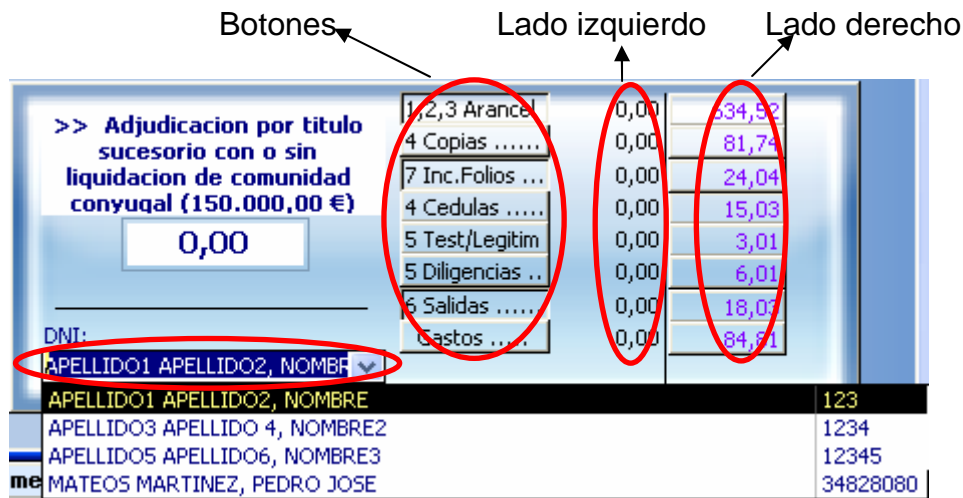 Botones Lado izquierdo Lado derecho
>> Adjudicacion por titulo
sucesorio con o sin
liquidacion de comunidad
conyugal (150.000,00 €)
0,00
1,2,3 Arancel 0,00 634,52
4 Copias ...... 0,00 81,74
7 Inc.Folios ... 0,00 24,04
4 Cedulas ..... 0,00 15,03
5 Test/Legitim 0,00 3,01
5 Diligencias .. 0,00 6,01
6 Salidas ...... 0,00 18,03
Gastos ..... 0,00 84,81
DNI:
APELLIDO1 APELLIDO2, NOMBR
APELLIDO1 APELLIDO2, NOMBRE 123
APELLIDO3 APELLIDO 4, NOMBRE2 1234
APELLIDO5 APELLIDO6, NOMBRE3 12345
me MATEOS MARTINEZ, PEDRO JOSE 34828080